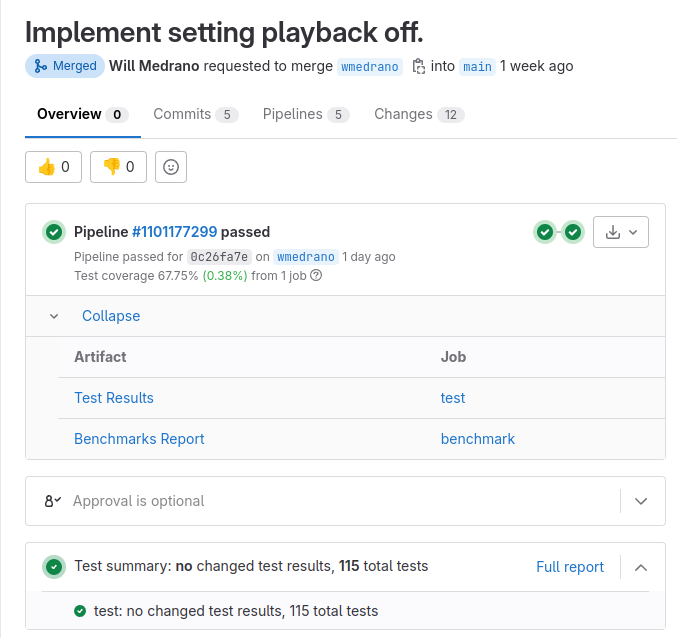 Implement setting playback off.
Merged Will Medrano requested to merge wmedrano into main 1 week ago
Overview 0 Commits 5 Pipelines 5 Changes 12
👍 0 👎 0
Pipeline #1101177299 passed
Pipeline passed for 0c26fa7e on wmedrano 1 day ago
Test coverage 67.75% (0.38%) from 1 job
Collapse
Artifact Job
Test Results test
Benchmarks Report benchmark
Approval is optional
Test summary: no changed test results, 115 total tests Full report
test: no changed test results, 115 total tests